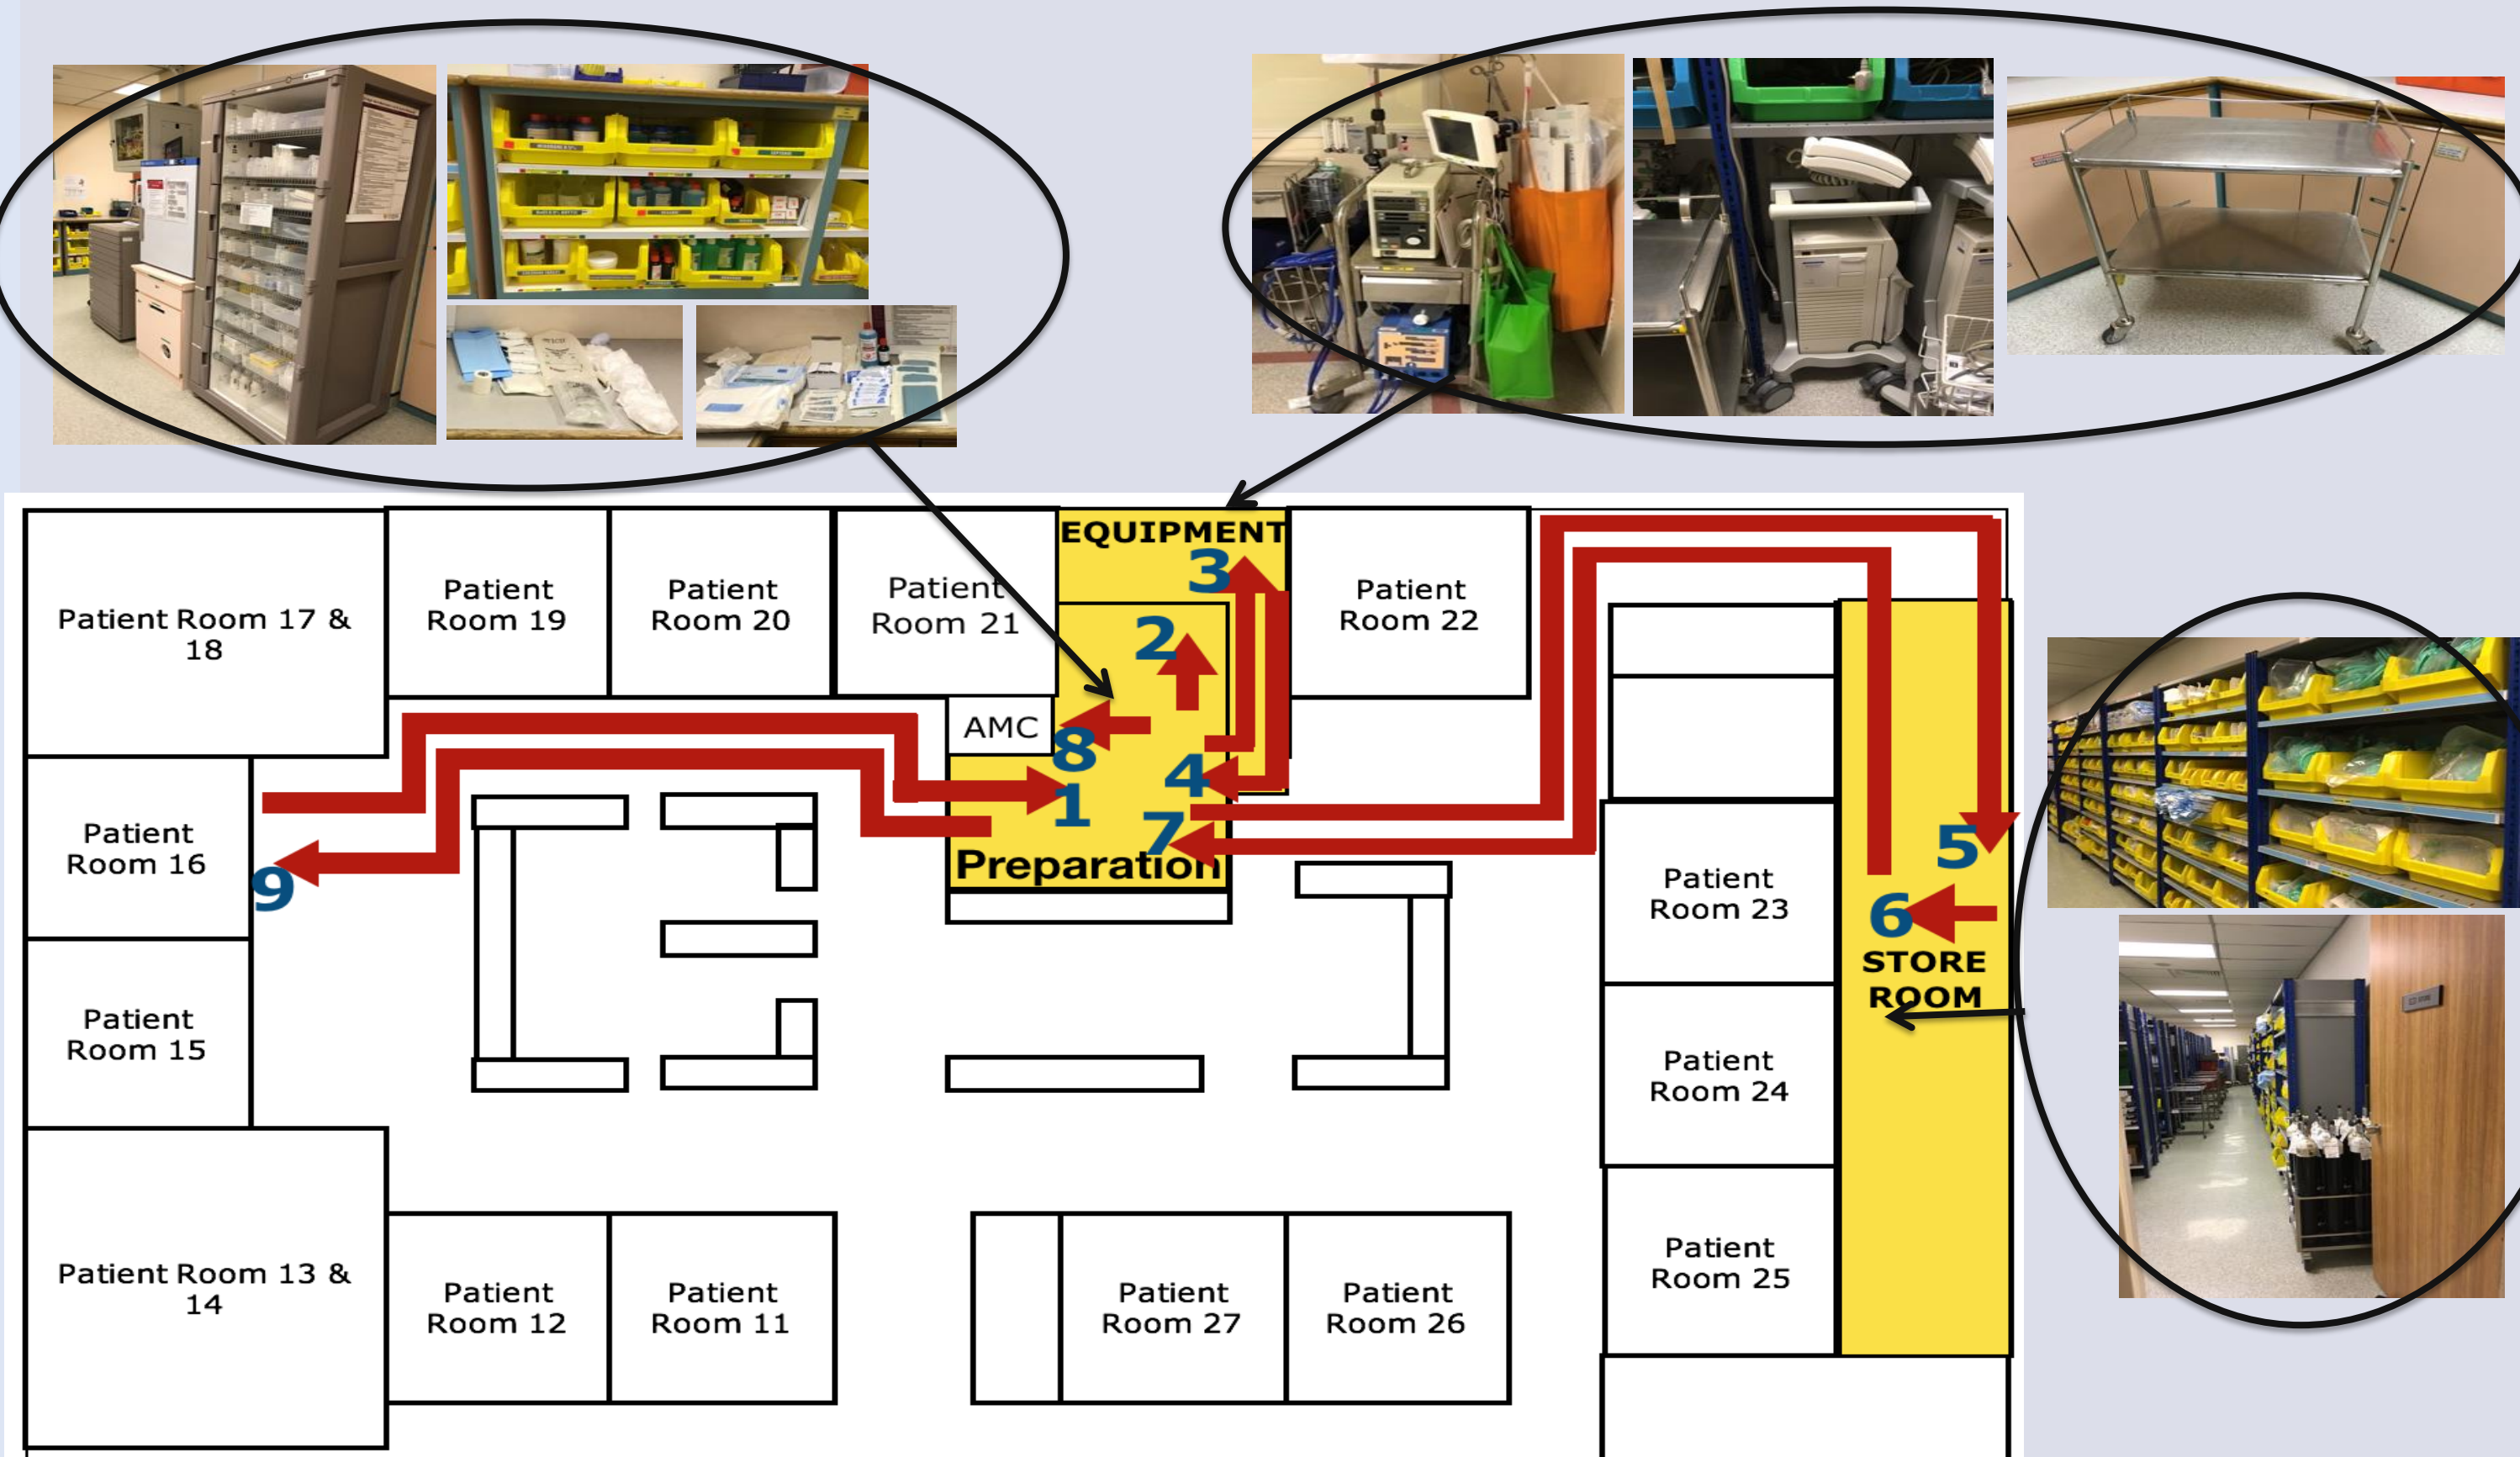 EQUIPMENT
3
Patient
Room 19
Patient
Room 20
Patient
Room 21
Patient
Room 22
Patient Room 17 &
18
2
AMC
8
4
1
7
Preparation
Patient
Room 16
9
5
6
STORE
ROOM
Patient
Room 23
Patient
Room 15
Patient
Room 24
Patient
Room 25
Patient Room 13 &
14
Patient
Room 12
Patient
Room 11
Patient
Room 27
Patient
Room 26